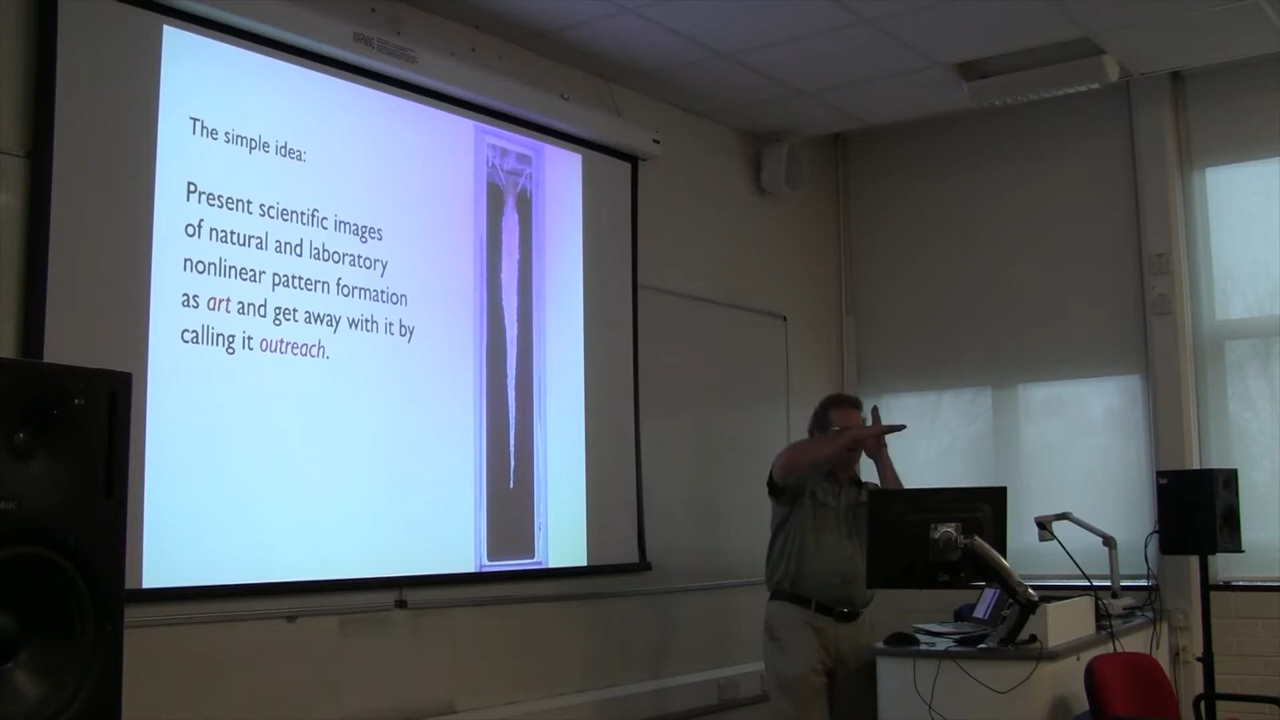 WARNING
The simple idea:
Present scientific images
of natural and laboratory
nonlinear pattern formation
as art and get away with it by
calling it outreach.